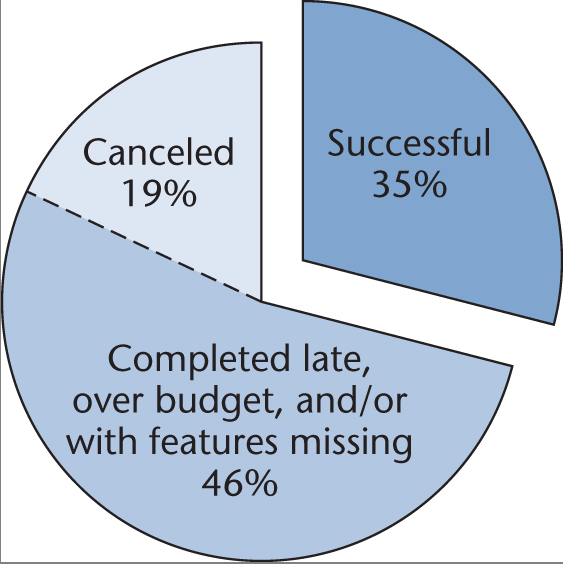 Canceled
19%
Successful
35%
Completed late,
over budget, and/or
with features missing
46%